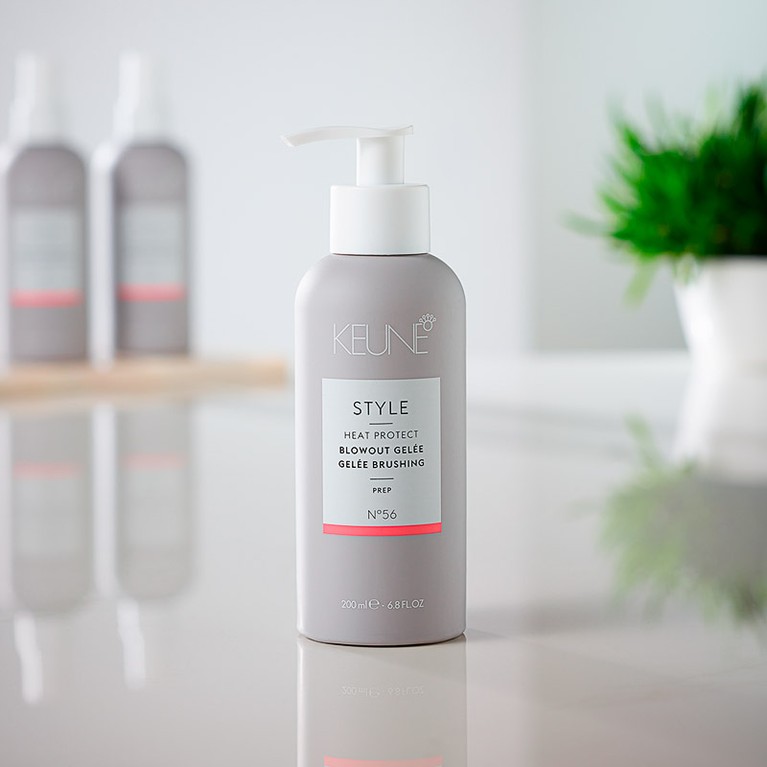 KEUNE
STYLE
HEAT PROTECT
BLOWOUT GELÉE
GELÉE BRUSHING
PREP
N°56
200 ml ℮ - 6.8 FL.OZ